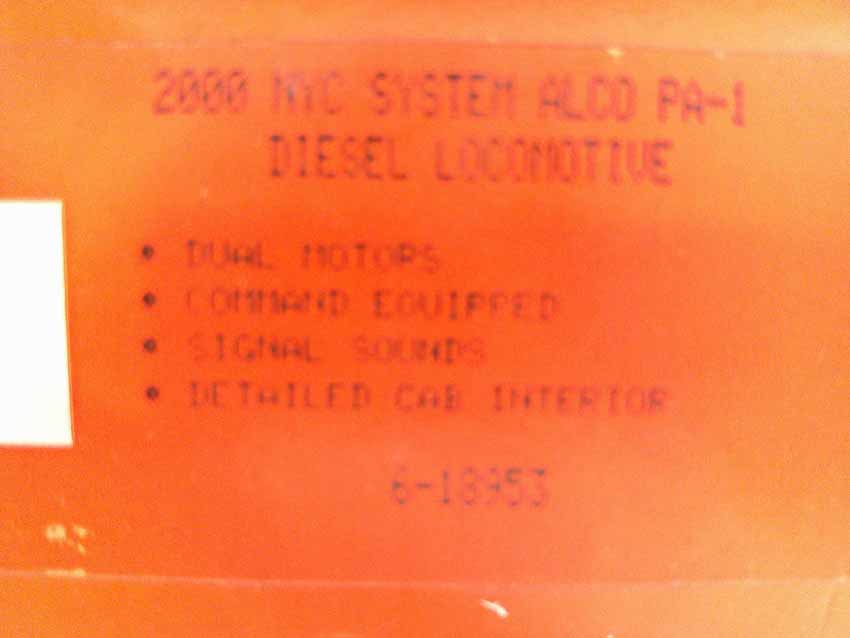 2000 NYC SYSTEM ALCO PA-1
DIESEL LOCOMOTIVE
• DUAL MOTORS
• COMMAND EQUIPPED
• SIGNAL SOUNDS
• DETAILED CAB INTERIOR
6-18953